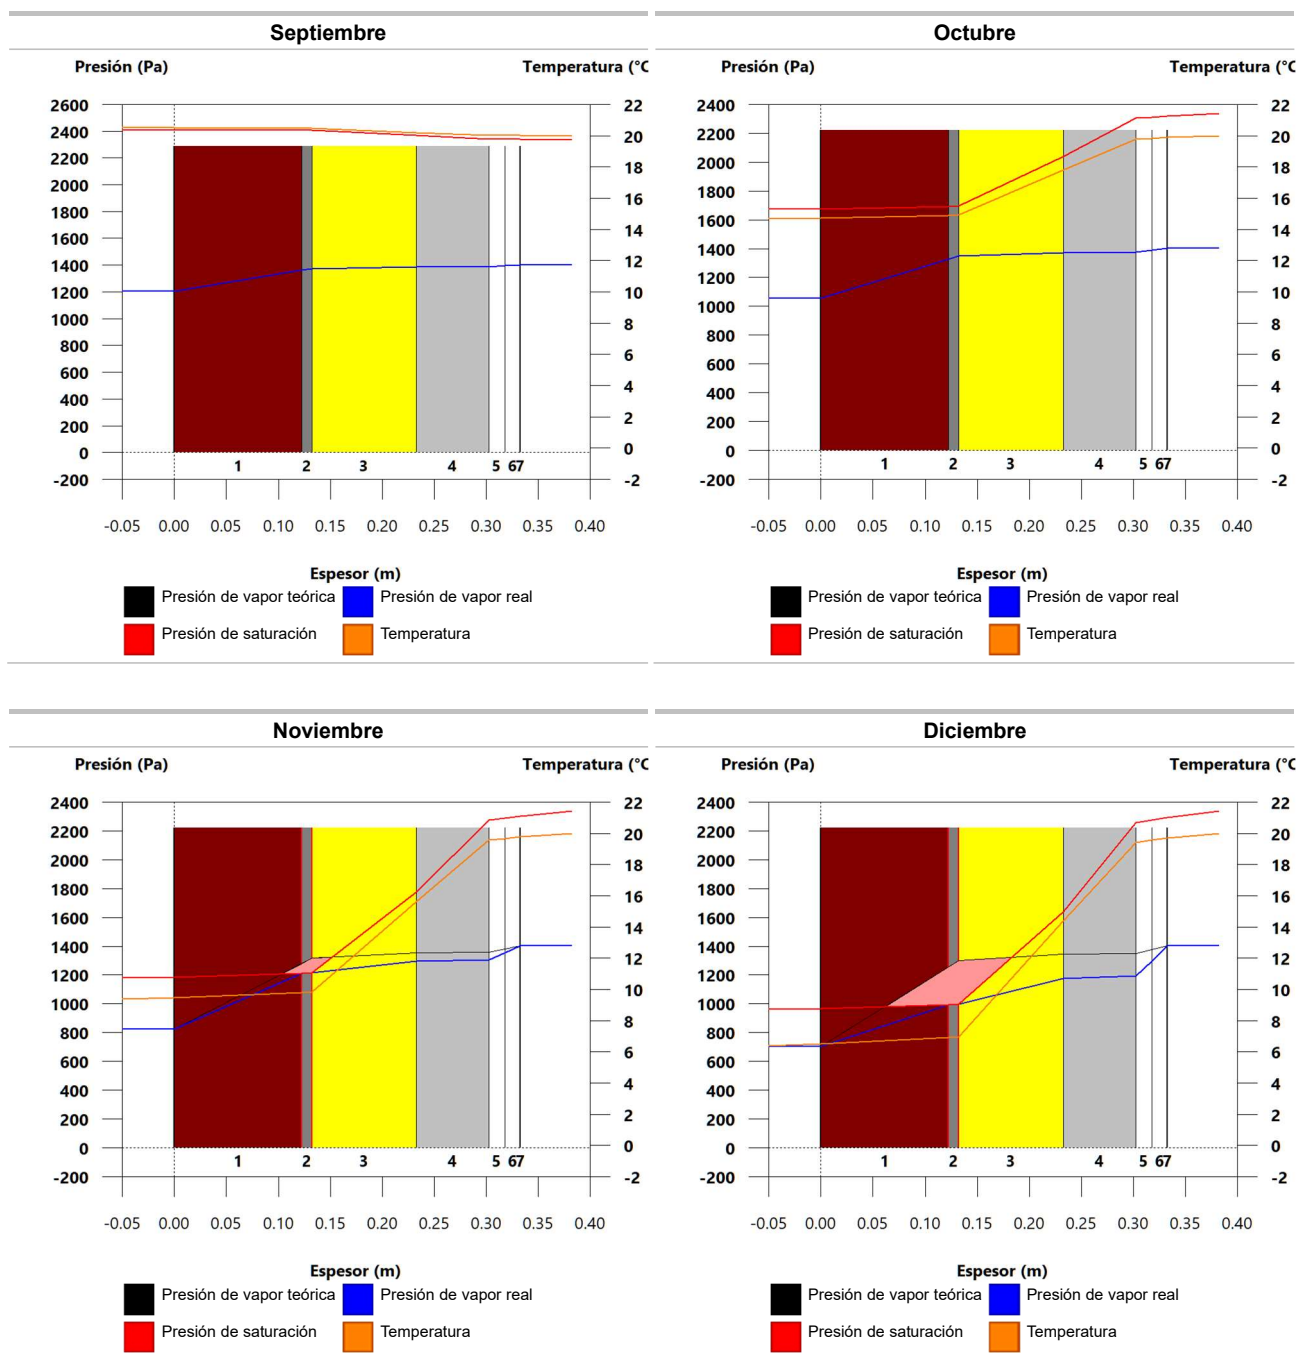 Septiembre
Presión (Pa) Temperatura (°C
2600 22
2400 20
2200 18
2000 16
1800 14
1600 12
1400 10
1200 8
1000 6
800 4
600 2
400 0
200 -2
0
-200
1 2 3 4 5 67
-0.05 0.00 0.05 0.10 0.15 0.20 0.25 0.30 0.35 0.40
Espesor (m)
Presión de vapor teórica Presión de vapor real
Presión de saturación Temperatura
Octubre
Presión (Pa) Temperatura (°C
2400 22
2200 20
2000 18
1800 16
1600 14
1400 12
1200 10
1000 8
800 6
600 4
400 2
200 0
0 -2
-200
1 2 3 4 5 67
-0.05 0.00 0.05 0.10 0.15 0.20 0.25 0.30 0.35 0.40
Espesor (m)
Presión de vapor teórica Presión de vapor real
Presión de saturación Temperatura
Noviembre
Presión (Pa) Temperatura (°C
2400 22
2200 20
2000 18
1800 16
1600 14
1400 12
1200 10
1000 8
800 6
600 4
400 2
200 0
0 -2
-200
1 2 3 4 5 67
-0.05 0.00 0.05 0.10 0.15 0.20 0.25 0.30 0.35 0.40
Espesor (m)
Presión de vapor teórica Presión de vapor real
Presión de saturación Temperatura
Diciembre
Presión (Pa) Temperatura (°C
2400 22
2200 20
2000 18
1800 16
1600 14
1400 12
1200 10
1000 8
800 6
600 4
400 2
200 0
0 -2
-200
1 2 3 4 5 67
-0.05 0.00 0.05 0.10 0.15 0.20 0.25 0.30 0.35 0.40
Espesor (m)
Presión de vapor teórica Presión de vapor real
Presión de saturación Temperatura